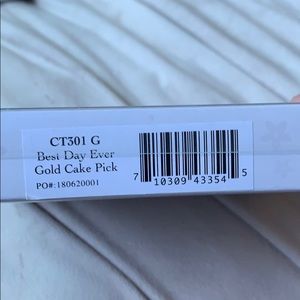 CT301 G
Best Day Ever
Gold Cake Pick
PO#:180620001
7 10309 43354 5